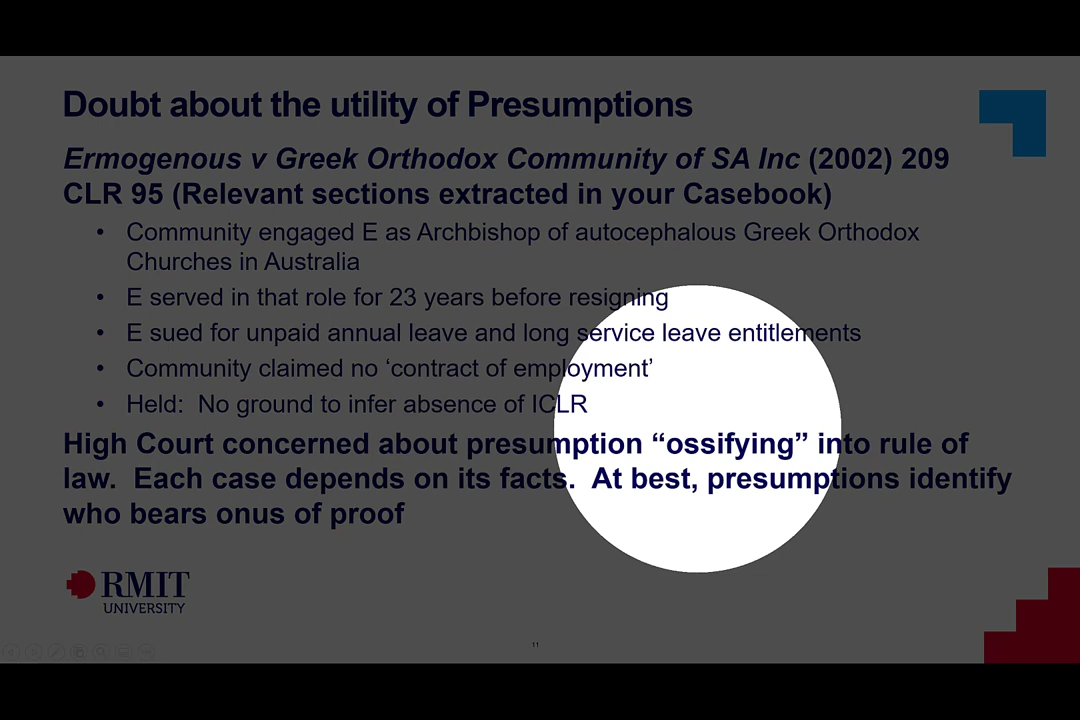 Doubt about the utility of Presumptions
Ermogenous v Greek Orthodox Community of SA Inc (2002) 209
CLR 95 (Relevant sections extracted in your Casebook)
• Community engaged E as Archbishop of autocephalous Greek Orthodox
Churches in Australia
• E served in that role for 23 years before resigning
• E sued for unpaid annual leave and long service leave entitlements
• Community claimed no ‘contract of employment’
• Held:  No ground to infer absence of ICLR
High Court concerned about presumption “ossifying” into rule of
law.  Each case depends on its facts.  At best, presumptions identify
who bears onus of proof
RMIT
UNIVERSITY
11